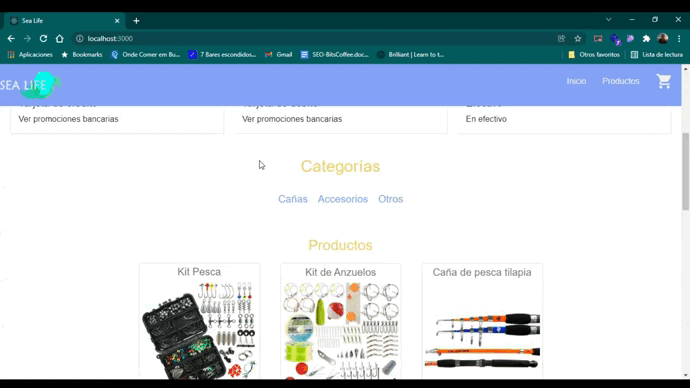 Sea Life
localhost:3000
Aplicaciones
Bookmarks
Onde Comer em Bu...
7 Bares escondidos...
Gmail
SEO-BitsCoffee.doc...
Brilliant | Learn to t...
Otros favoritos
Lista de lectura
SEA LIFE
Inicio
Productos
Ver promociones bancarias
Ver promociones bancarias
En efectivo
Categorías
Cañas Accesorios Otros
Productos
Kit Pesca
Kit de Anzuelos
Caña de pesca tilapia